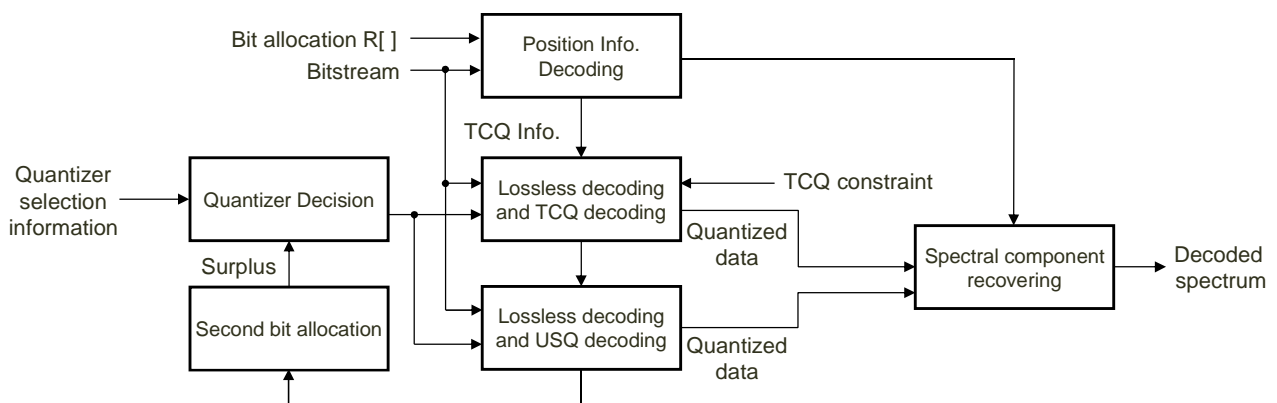 Bit allocation R[ ]
Bitstream
Position Info.
Decoding
TCQ Info.
Quantizer
selection
information
Quantizer Decision
Lossless decoding
and TCQ decoding
TCQ constraint
Quantized
data
Surplus
Second bit allocation
Lossless decoding
and USQ decoding
Quantized
data
Spectral component
recovering
Decoded
spectrum